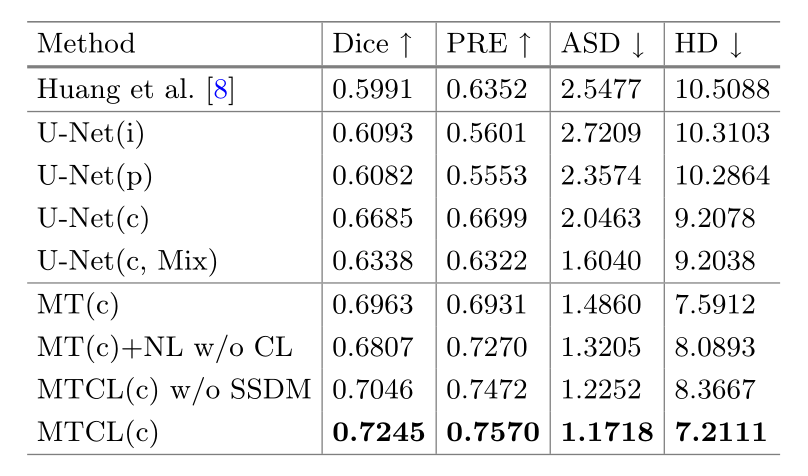 Method Dice ↑ PRE ↑ ASD ↓ HD ↓
Huang et al. [8] 0.5991 0.6352 2.5477 10.5088
U-Net(i) 0.6093 0.5601 2.7209 10.3103
U-Net(p) 0.6082 0.5553 2.3574 10.2864
U-Net(c) 0.6685 0.6699 2.0463 9.2078
U-Net(c, Mix) 0.6338 0.6322 1.6040 9.2038
MT(c) 0.6963 0.6931 1.4860 7.5912
MT(c)+NL w/o CL 0.6807 0.7270 1.3205 8.0893
MTCL(c) w/o SSDM 0.7046 0.7472 1.2252 8.3667
MTCL(c) 0.7245 0.7570 1.1718 7.2111